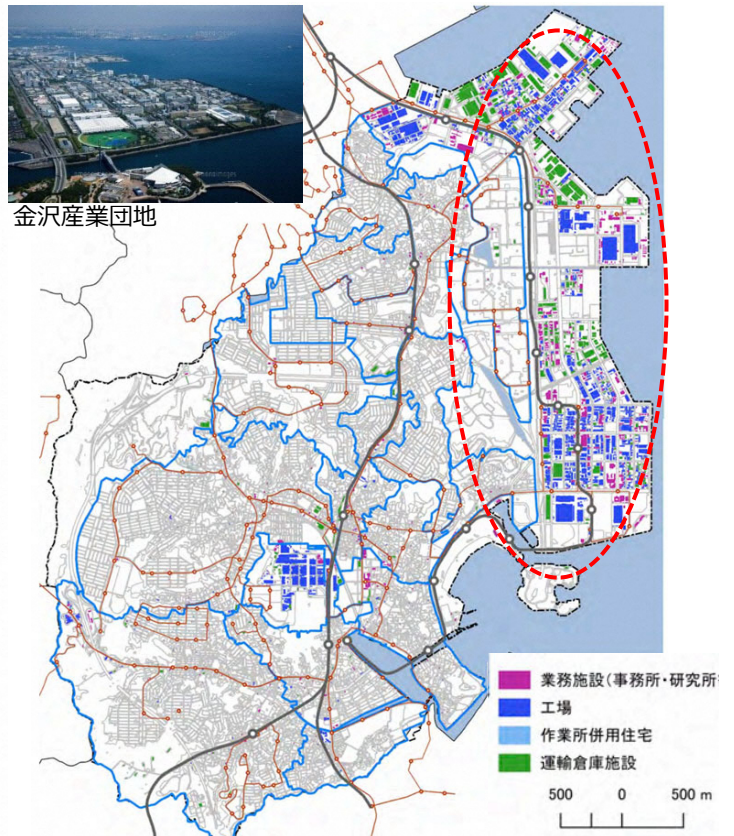 金沢産業団地
業務施設(事務所・研究所
工場
作業所併用住宅
運輸倉庫施設
500 0 500 m